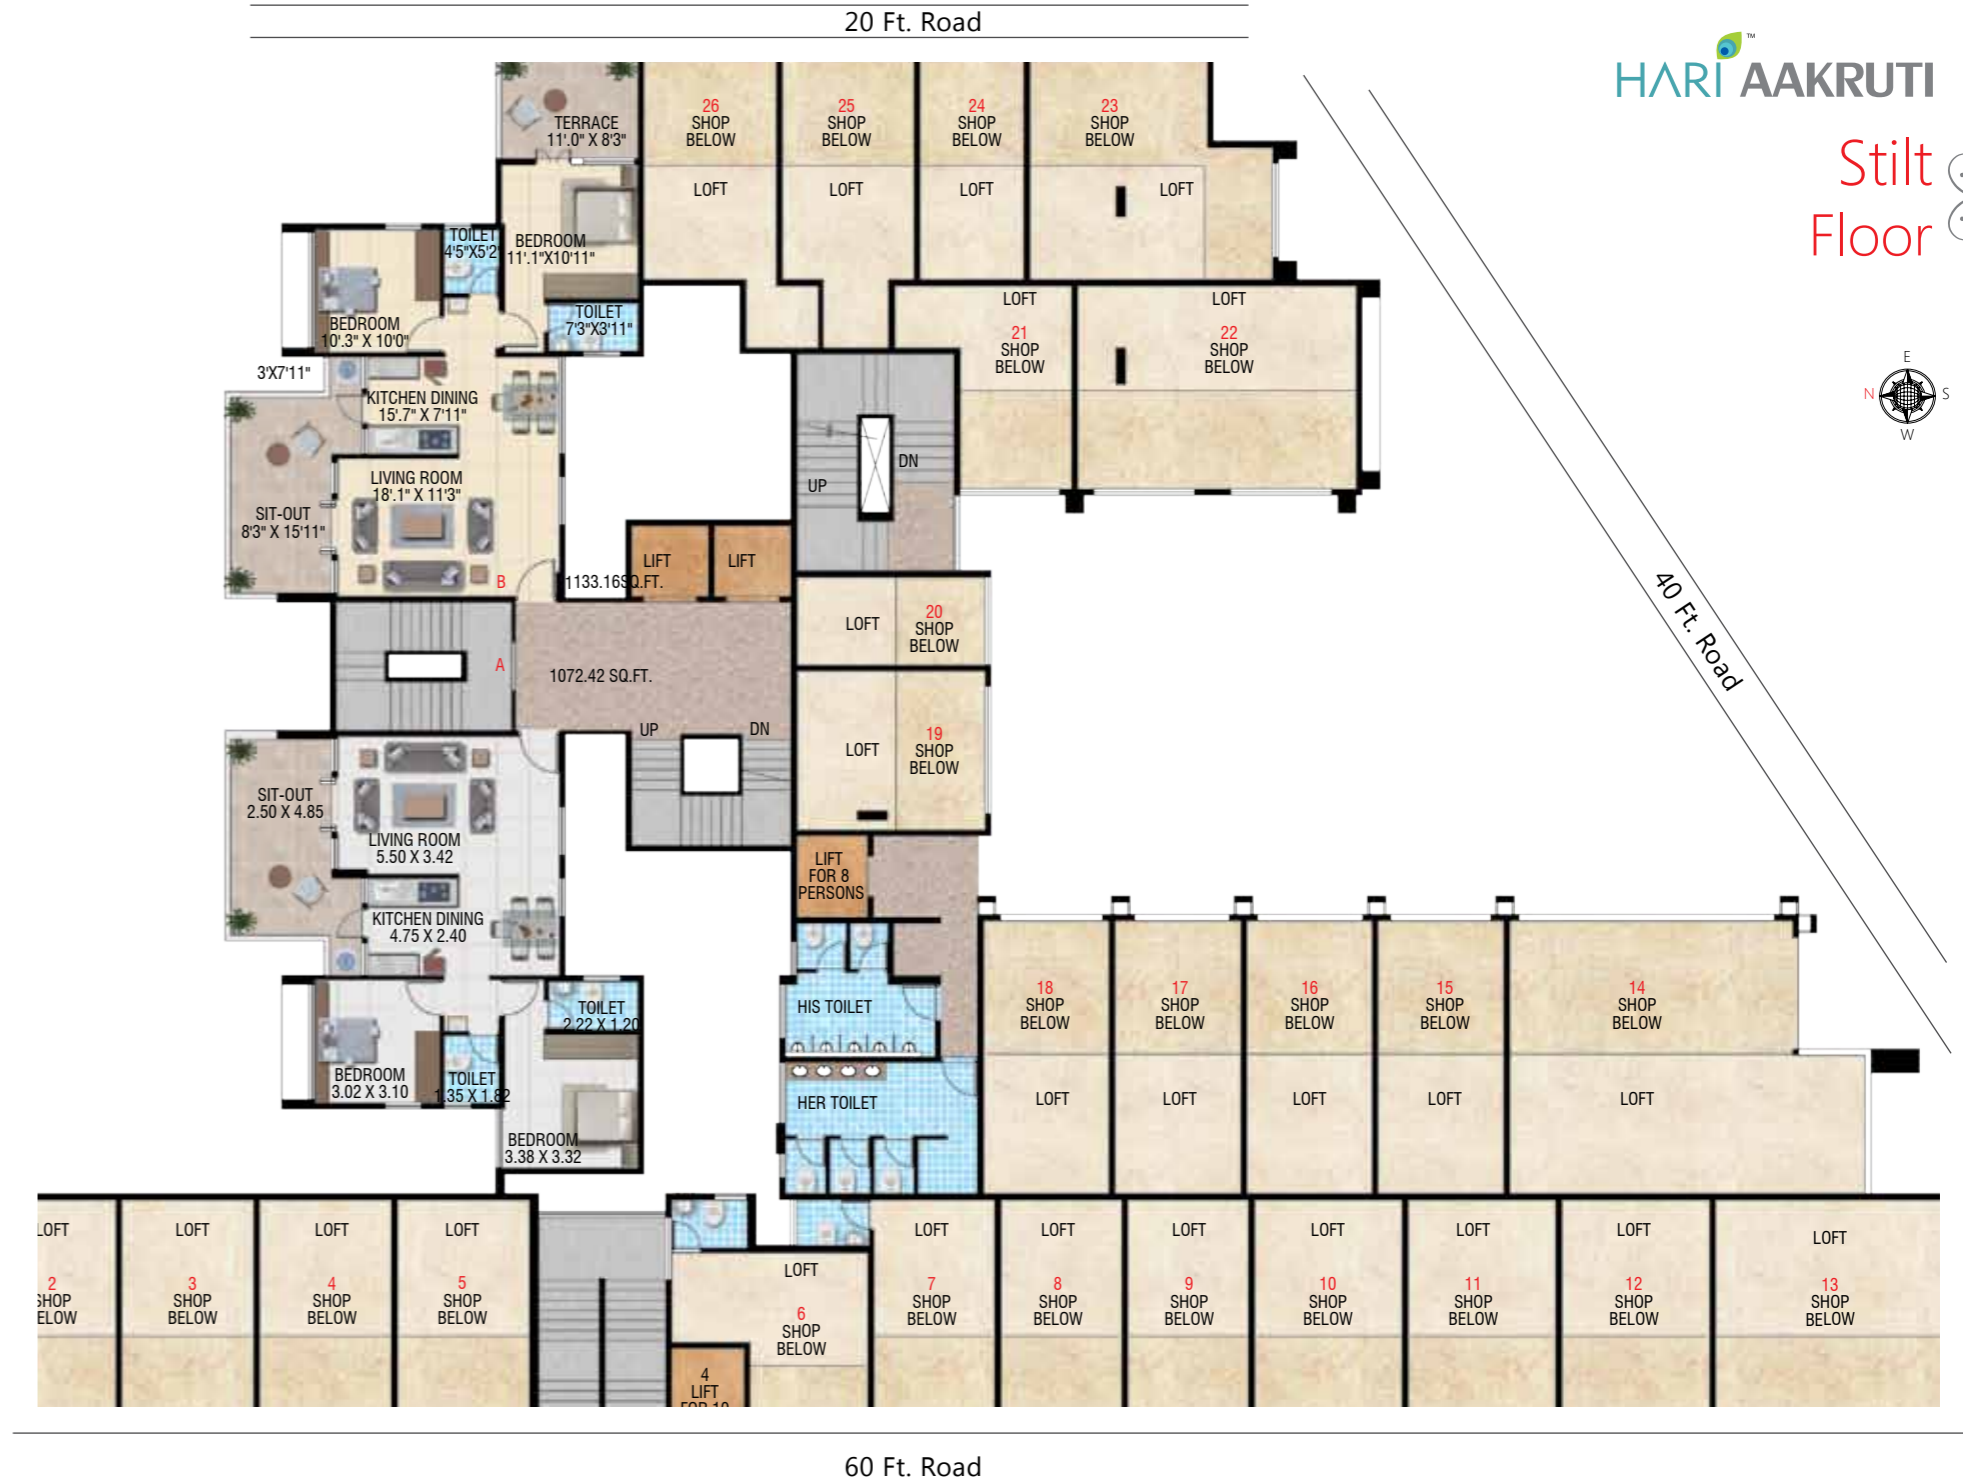 20 Ft. Road
HARI AAKRUTI
TM
Stilt
Floor
E
N
S
W
40 Ft. Road
TERRACE
11'.0" X 8'3"
26
SHOP
BELOW
LOFT
25
SHOP
BELOW
LOFT
24
SHOP
BELOW
LOFT
23
SHOP
BELOW
LOFT
TOILET
4'5"X5'2"
BEDROOM
11'.1"X10'11"
BEDROOM
10'.3" X 10'0"
TOILET
7'3"X3'11"
3'X7'11"
KITCHEN DINING
15'.7" X 7'11"
LIVING ROOM
18'.1" X 11'3"
SIT-OUT
8'3" X 15'11"
B
1133.16SQ.FT.
LIFT
LIFT
UP
DN
LOFT
21
SHOP
BELOW
LOFT
22
SHOP
BELOW
LOFT
20
SHOP
BELOW
A
1072.42 SQ.FT.
UP
DN
LOFT
19
SHOP
BELOW
SIT-OUT
2.50 X 4.85
LIVING ROOM
5.50 X 3.42
KITCHEN DINING
4.75 X 2.40
LIFT
FOR 8
PERSONS
TOILET
2.22 X 1.20
BEDROOM
3.02 X 3.10
TOILET
1.35 X 1.82
BEDROOM
3.38 X 3.32
HIS TOILET
HER TOILET
18
SHOP
BELOW
LOFT
17
SHOP
BELOW
LOFT
16
SHOP
BELOW
LOFT
15
SHOP
BELOW
LOFT
14
SHOP
BELOW
LOFT
LOFT
2
SHOP
BELOW
LOFT
3
SHOP
BELOW
LOFT
4
SHOP
BELOW
LOFT
5
SHOP
BELOW
LOFT
6
SHOP
BELOW
4
LIFT
FOR 10
LOFT
7
SHOP
BELOW
LOFT
8
SHOP
BELOW
LOFT
9
SHOP
BELOW
LOFT
10
SHOP
BELOW
LOFT
11
SHOP
BELOW
LOFT
12
SHOP
BELOW
LOFT
13
SHOP
BELOW
60 Ft. Road